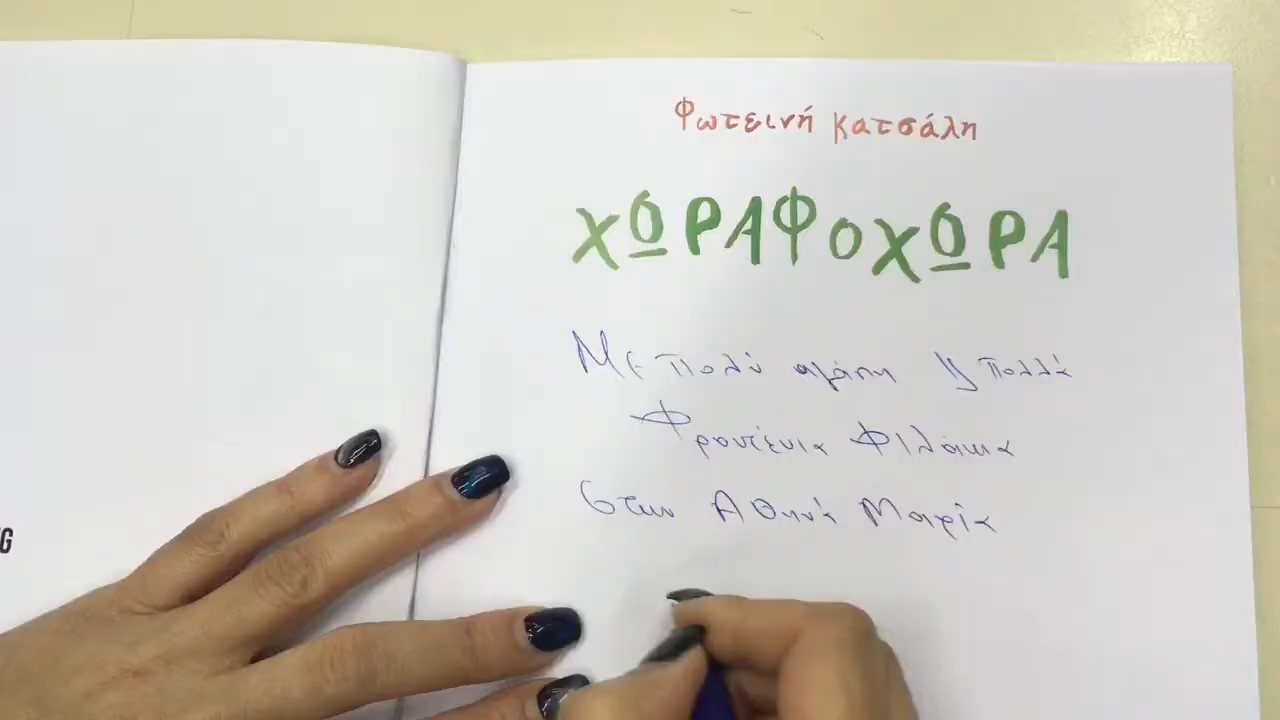 Φωτεινή Κατσάλη
ΧΩΡΑΦΟΧΩΡΑ
Με πολύ αγάπη & πολλά
Φρουτένια Φιλάκια
στην Αθηνά Μαρία
G